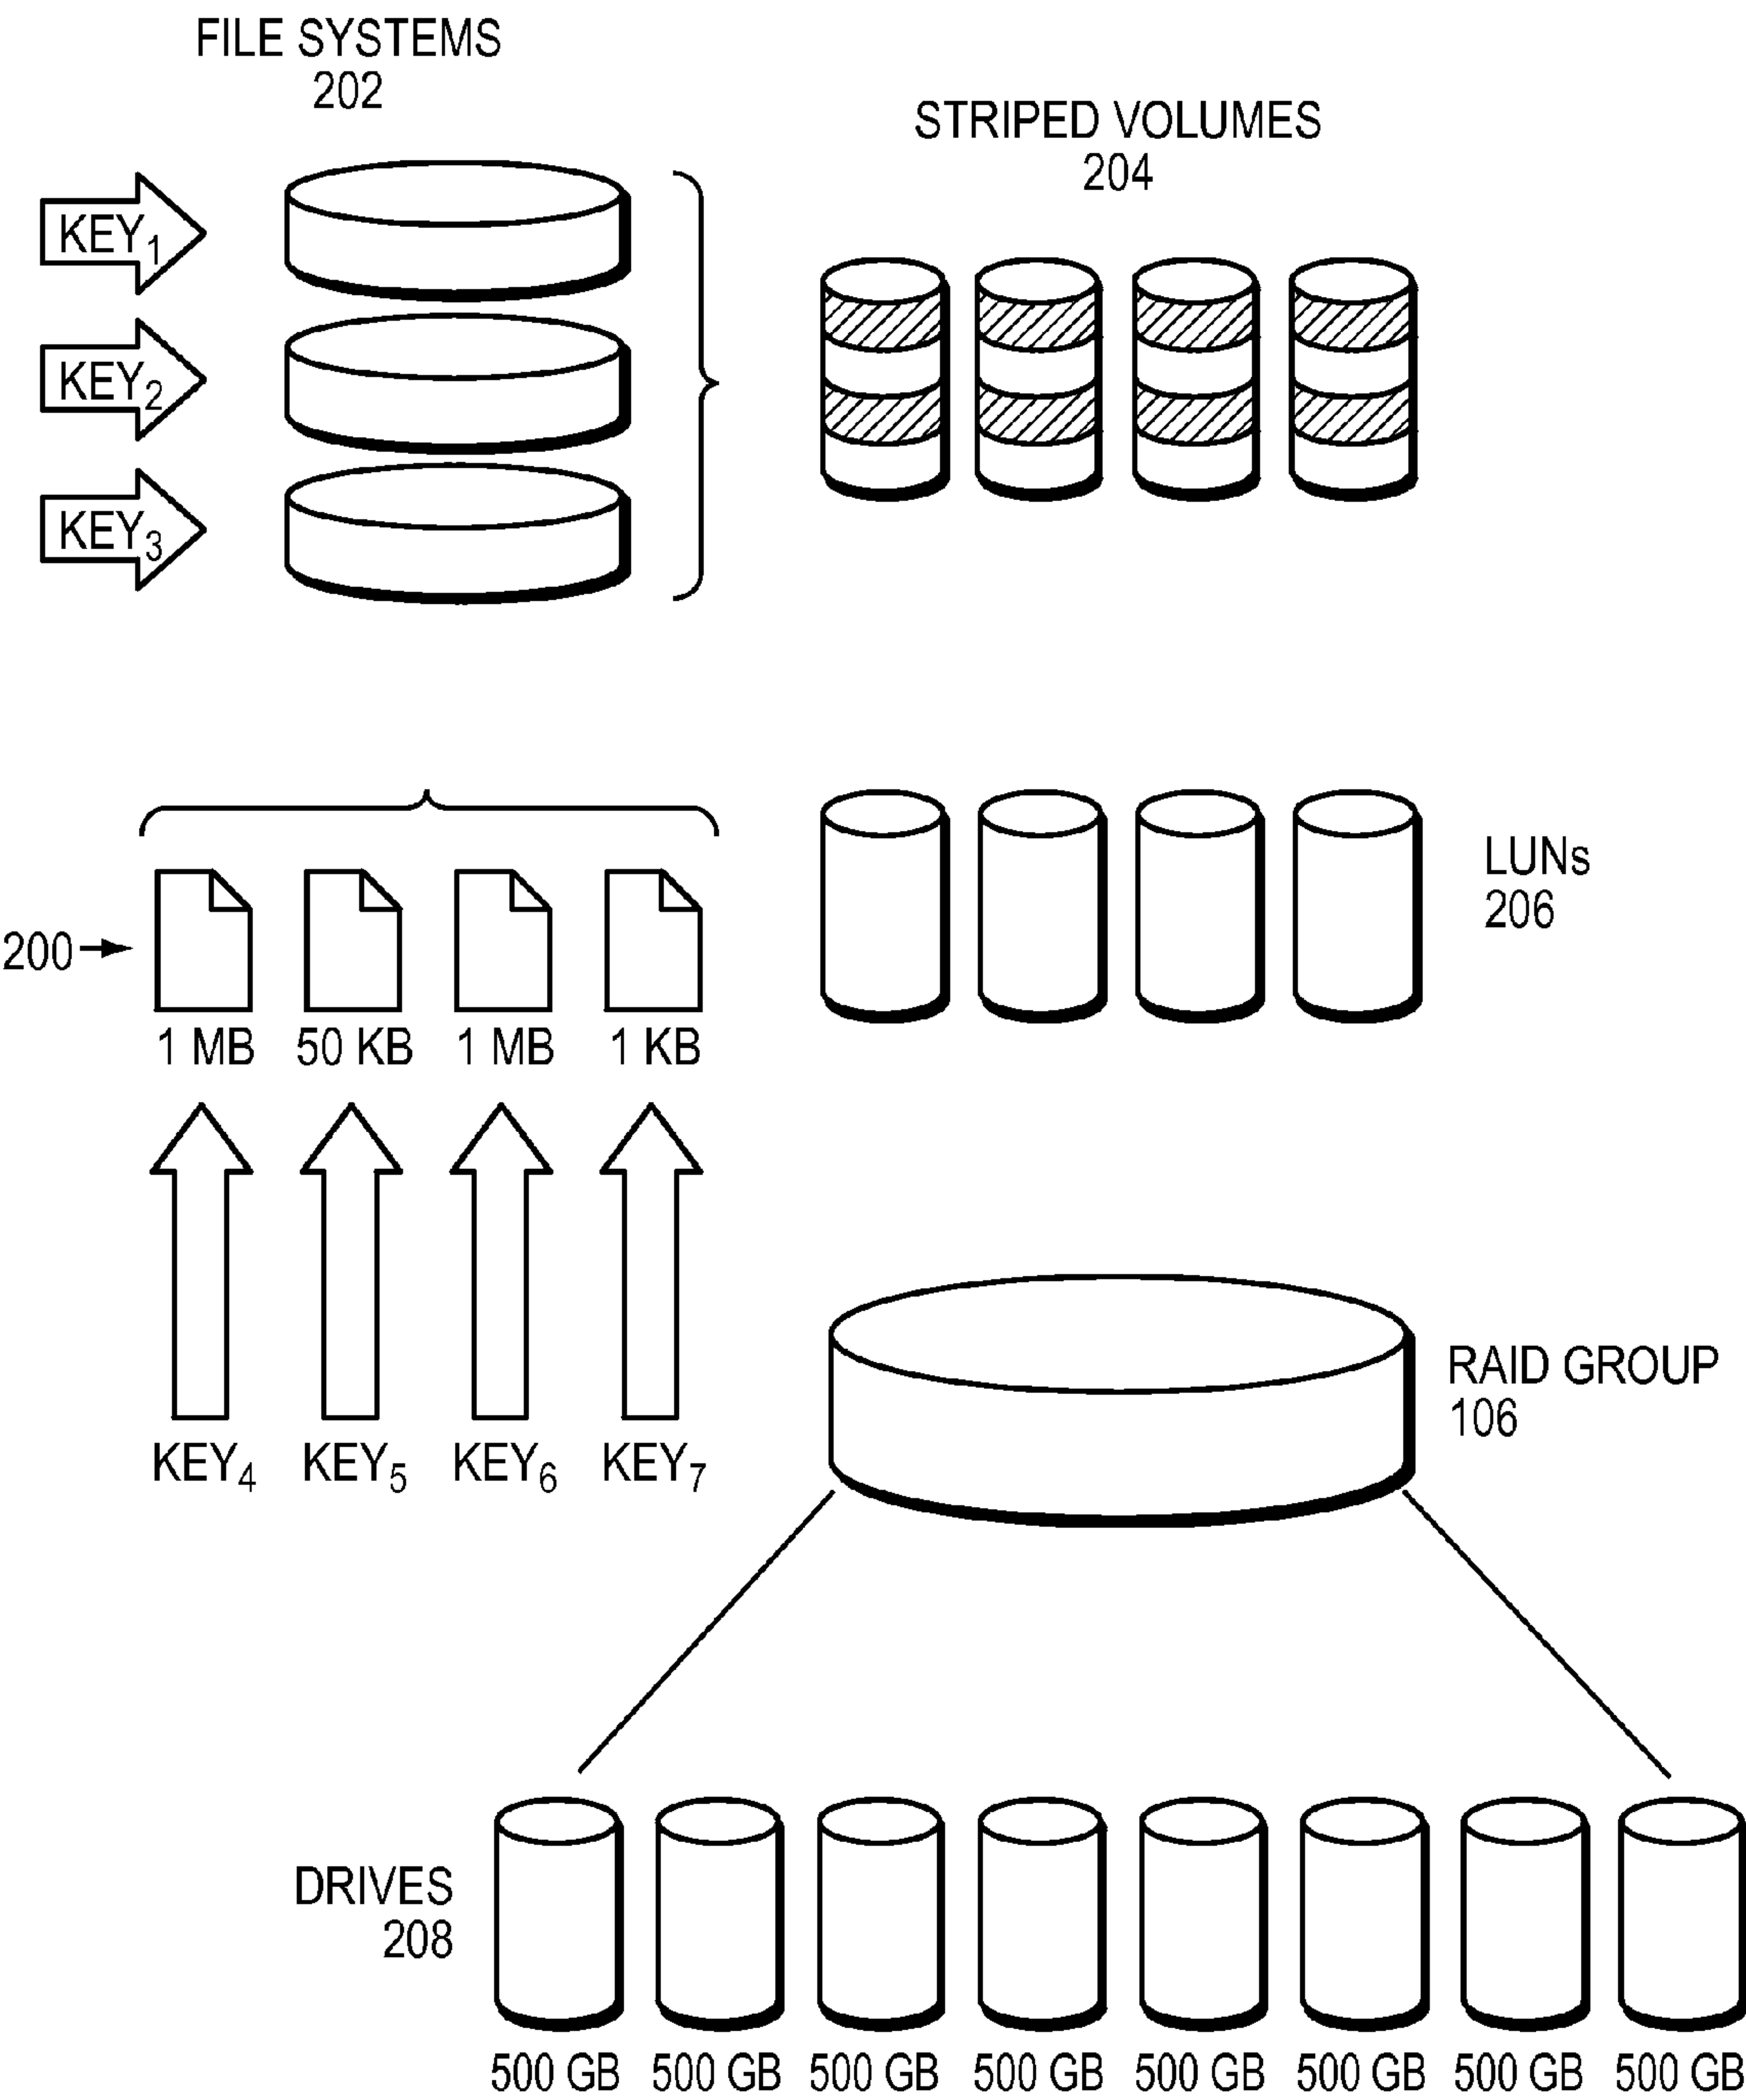 FILE SYSTEMS
202
STRIPED VOLUMES
204
KEY₁
KEY₂
KEY₃
LUNs
206
200
1 MB 50 KB 1 MB 1 KB
RAID GROUP
106
KEY₄ KEY₅ KEY₆ KEY₇
DRIVES
208
500 GB 500 GB 500 GB 500 GB 500 GB 500 GB 500 GB 500 GB